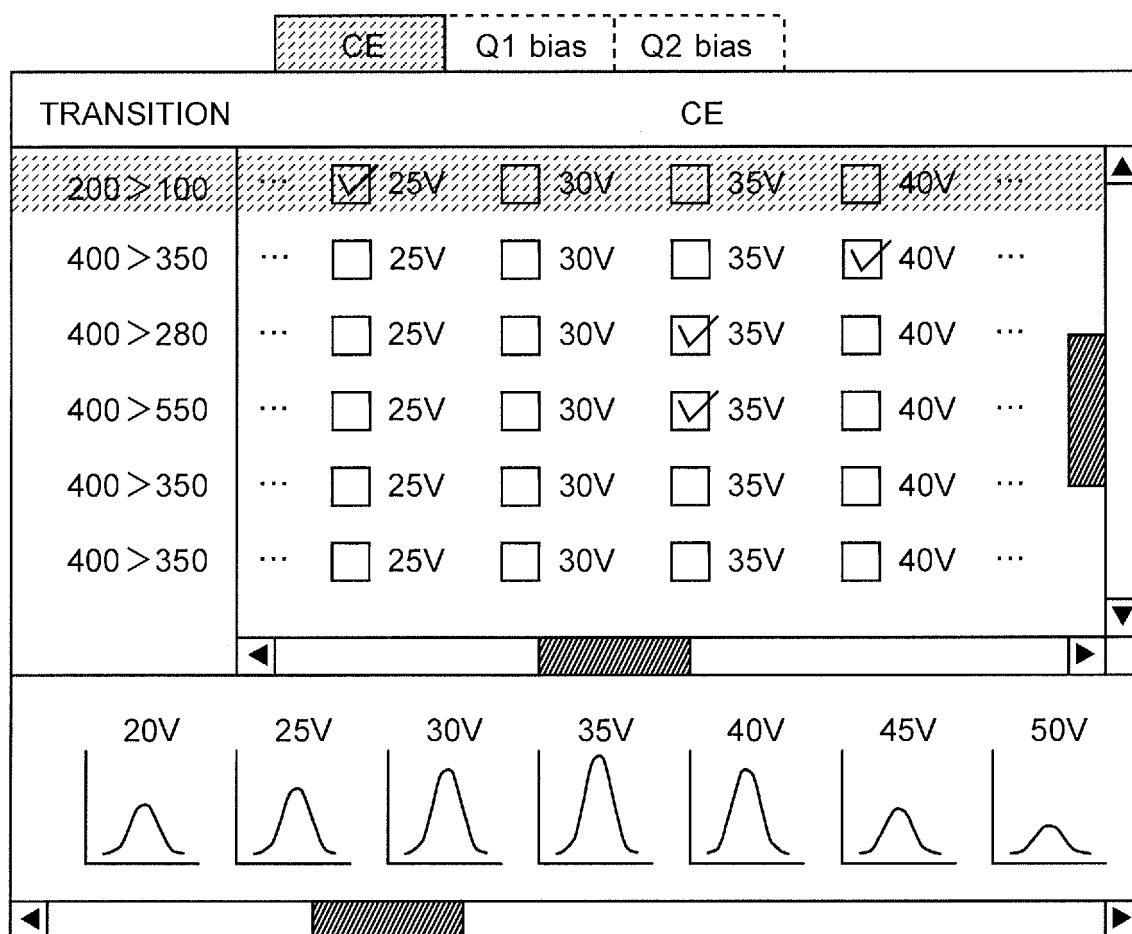 CE Q1 bias Q2 bias
TRANSITION CE
200>100 ... 25V 30V 35V 40V ...
400>350 ... 25V 30V 35V 40V ...
400>280 ... 25V 30V 35V 40V ...
400>550 ... 25V 30V 35V 40V ...
400>350 ... 25V 30V 35V 40V ...
400>350 ... 25V 30V 35V 40V ...
20V 25V 30V 35V 40V 45V 50V